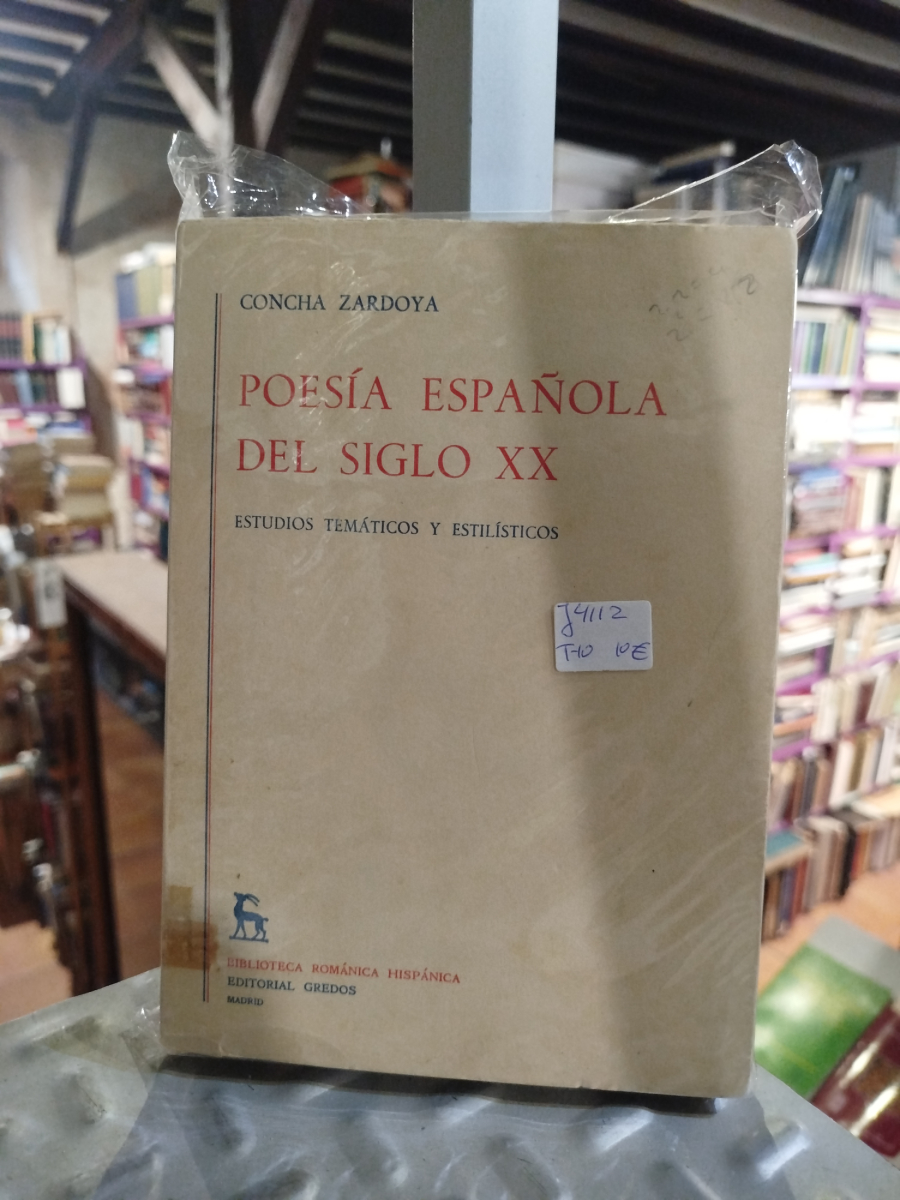 CONCHA ZARDOYA
POESÍA ESPAÑOLA
DEL SIGLO XX
ESTUDIOS TEMÁTICOS Y ESTILÍSTICOS
J4112
T-10 10€
BIBLIOTECA ROMÁNICA HISPÁNICA
EDITORIAL GREDOS
MADRID